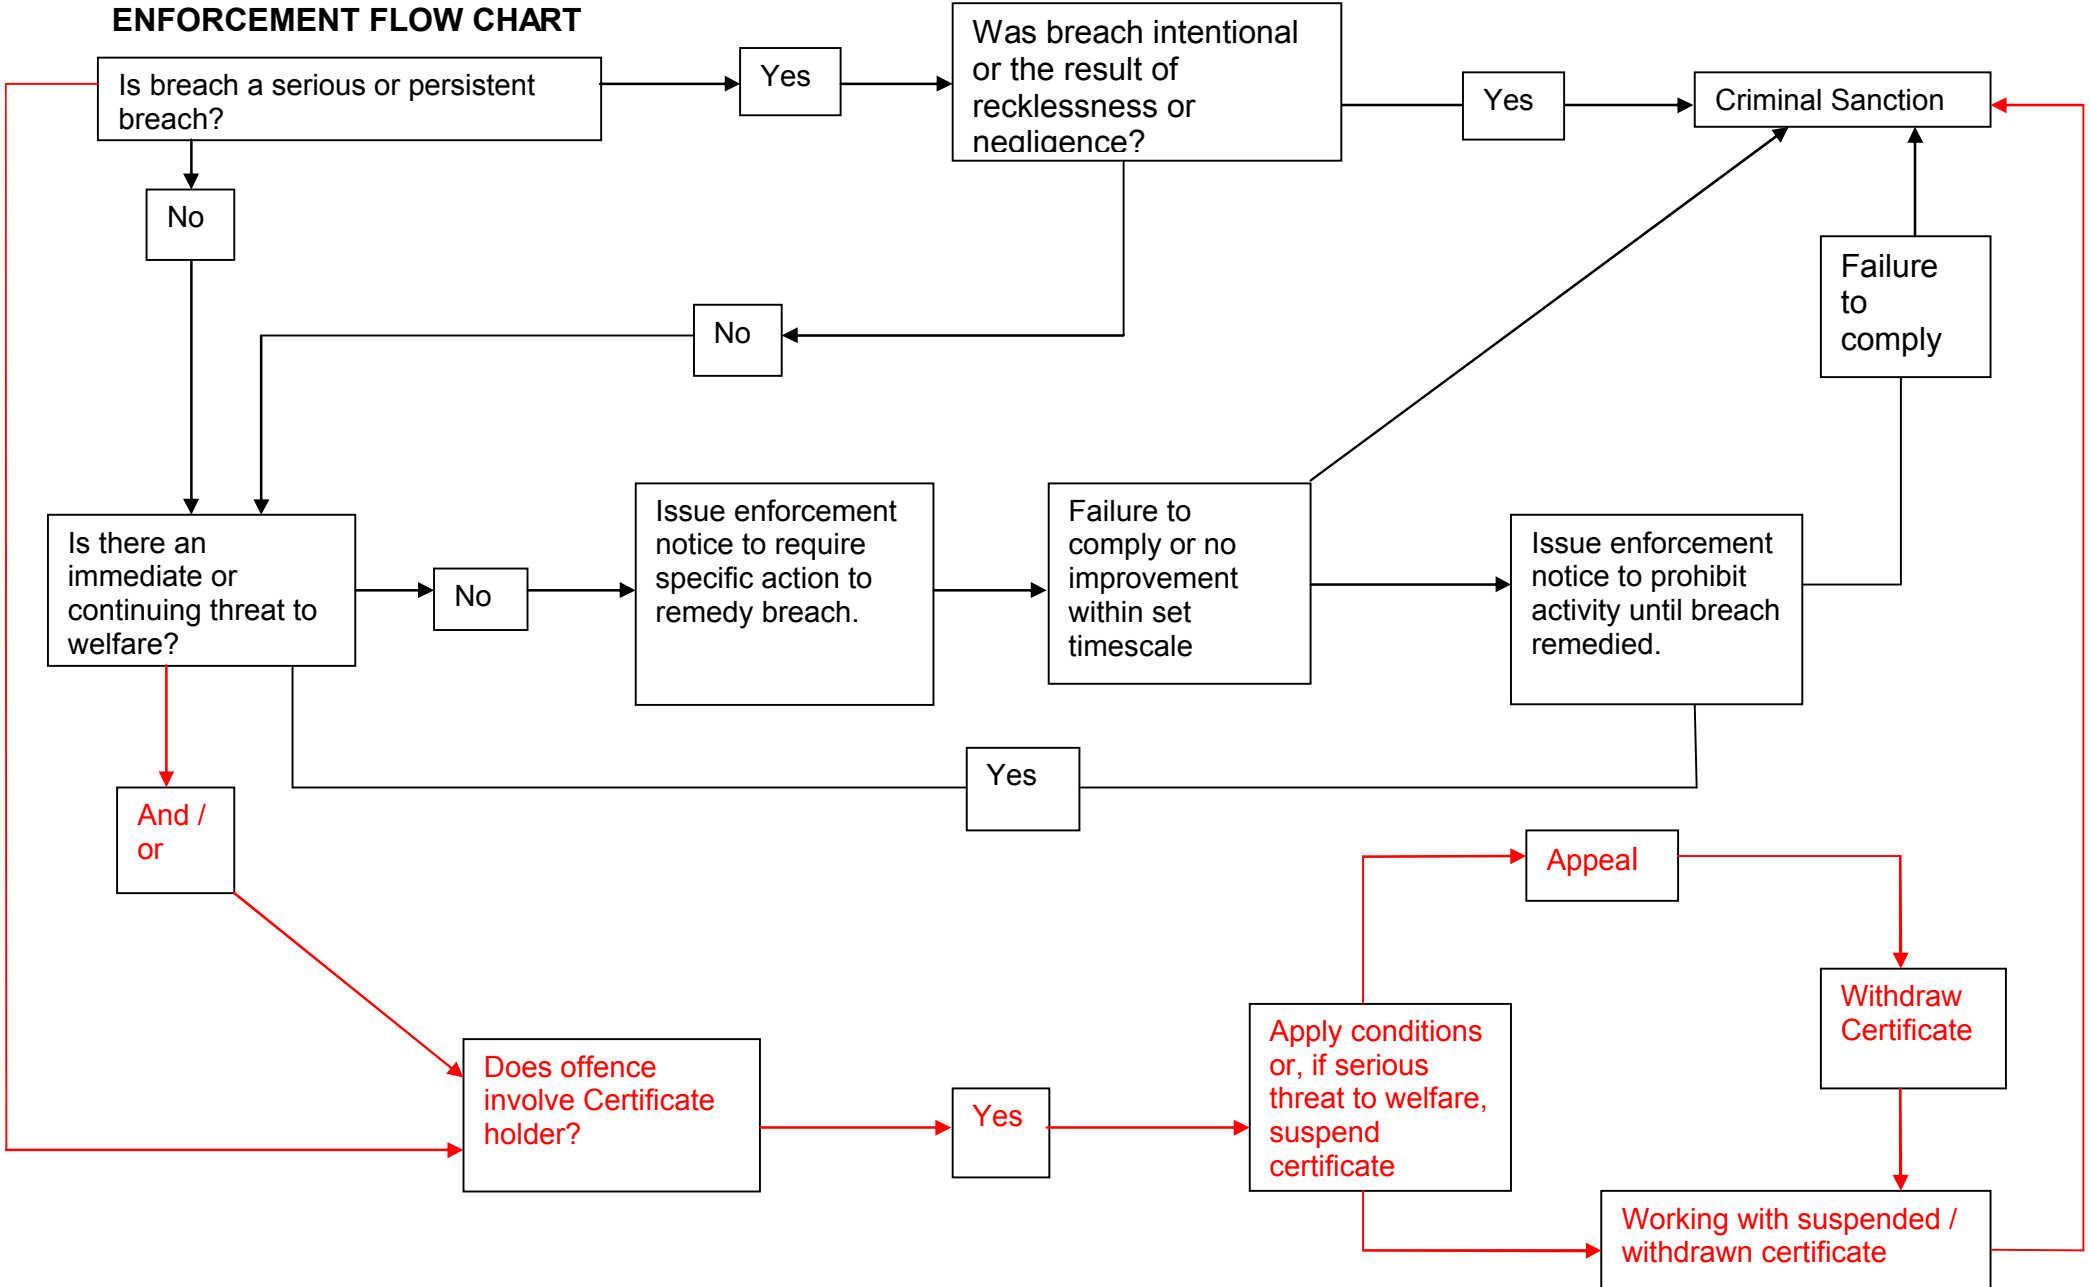 ENFORCEMENT FLOW CHART
Is breach a serious or persistent
breach?
Yes
Was breach intentional
or the result of
recklessness or
negligence?
Yes
Criminal Sanction
No
No
Failure
to
comply
Is there an
immediate or
continuing threat to
welfare?
No
Issue enforcement
notice to require
specific action to
remedy breach.
Failure to
comply or no
improvement
within set
timescale
Issue enforcement
notice to prohibit
activity until breach
remedied.
Yes
And /
or
Appeal
Withdraw
Certificate
Does offence
involve Certificate
holder?
Yes
Apply conditions
or, if serious
threat to welfare,
suspend
certificate
Working with suspended /
withdrawn certificate